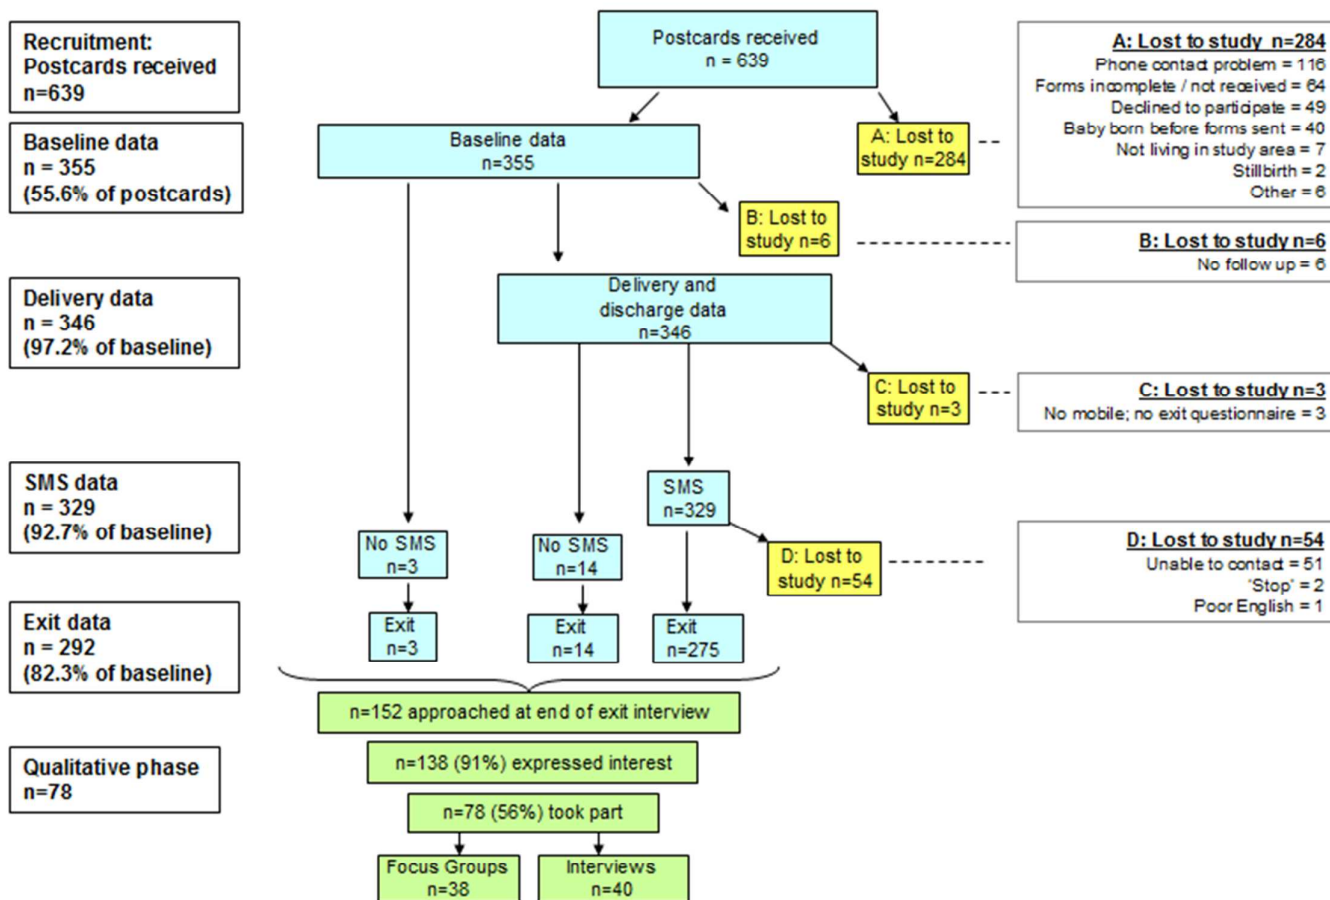 Recruitment:
Postcards received
n=639
Postcards received
n = 639
A: Lost to study n=284
Phone contact problem = 116
Forms incomplete / not received = 64
Declined to participate = 49
Baby born before forms sent = 40
Not living in study area = 7
Stillbirth = 2
Other = 6
Baseline data
n = 355
(55.6% of postcards)
Baseline data
n=355
A: Lost to
study n=284
B: Lost to
study n=6
B: Lost to study n=6
No follow up = 6
Delivery data
n = 346
(97.2% of baseline)
Delivery and
discharge data
n=346
C: Lost to
study n=3
C: Lost to study n=3
No mobile; no exit questionnaire = 3
SMS data
n = 329
(92.7% of baseline)
SMS
n=329
No SMS
n=3
No SMS
n=14
D: Lost to
study n=54
D: Lost to study n=54
Unable to contact = 51
'Stop' = 2
Poor English = 1
Exit data
n = 292
(82.3% of baseline)
Exit
n=3
Exit
n=14
Exit
n=275
n=152 approached at end of exit interview
n=138 (91%) expressed interest
Qualitative phase
n=78
n=78 (56%) took part
Focus Groups
n=38
Interviews
n=40